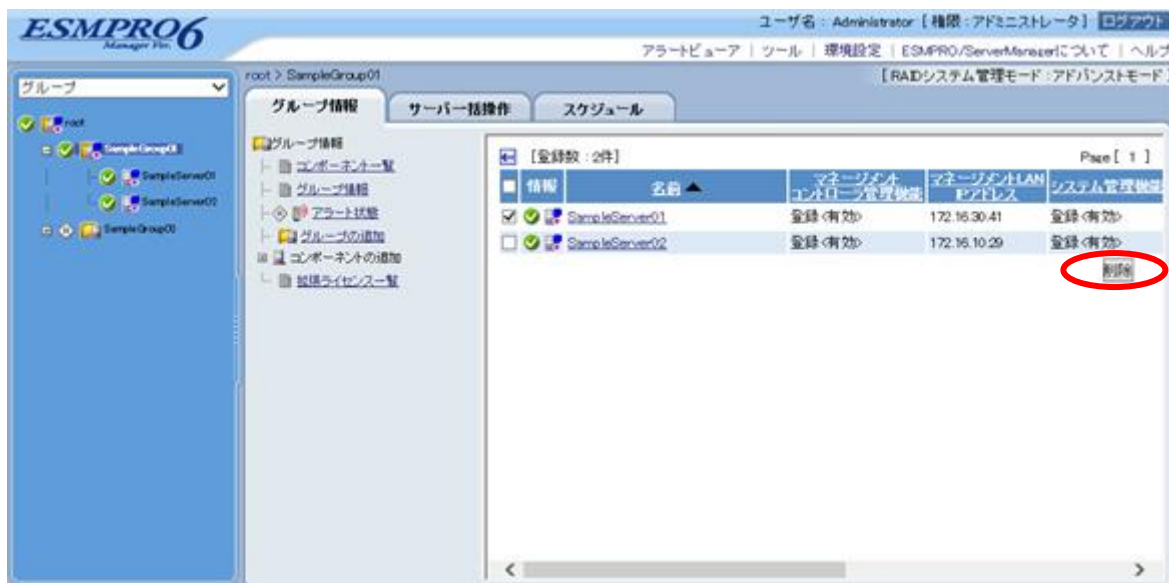 ESMPRO6
Manager Ver.
ユーザ名 : Administrator [ 権限 : アドミニストレータ ] ログアウト
アラートビューア | ツール | 環境設定 | ESMPRO/ServerManagerについて | ヘルプ
グループ
root
SampleGroup01
SampleServer01
SampleServer02
root > SampleGroup01
[ RAIDシステム管理モード : アドバンストモード ]
グループ情報 サーバー括操作 スケジュール
グループ情報
コンポーネント一覧
グループ情報
アラート状態
グループの追加
コンポーネントの追加
拡張ライセンス一覧
[登録数 : 2件] Page [ 1 ]
情報 名前▲ マネージメントコントローラ管理機能 マネージメントLAN IPアドレス システム管理機能
SampleServer01 登録<有効> 172.16.30.41 登録<有効>
SampleServer02 登録<有効> 172.16.10.29 登録<有効>
削除